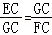 EC/GC = GC/FC